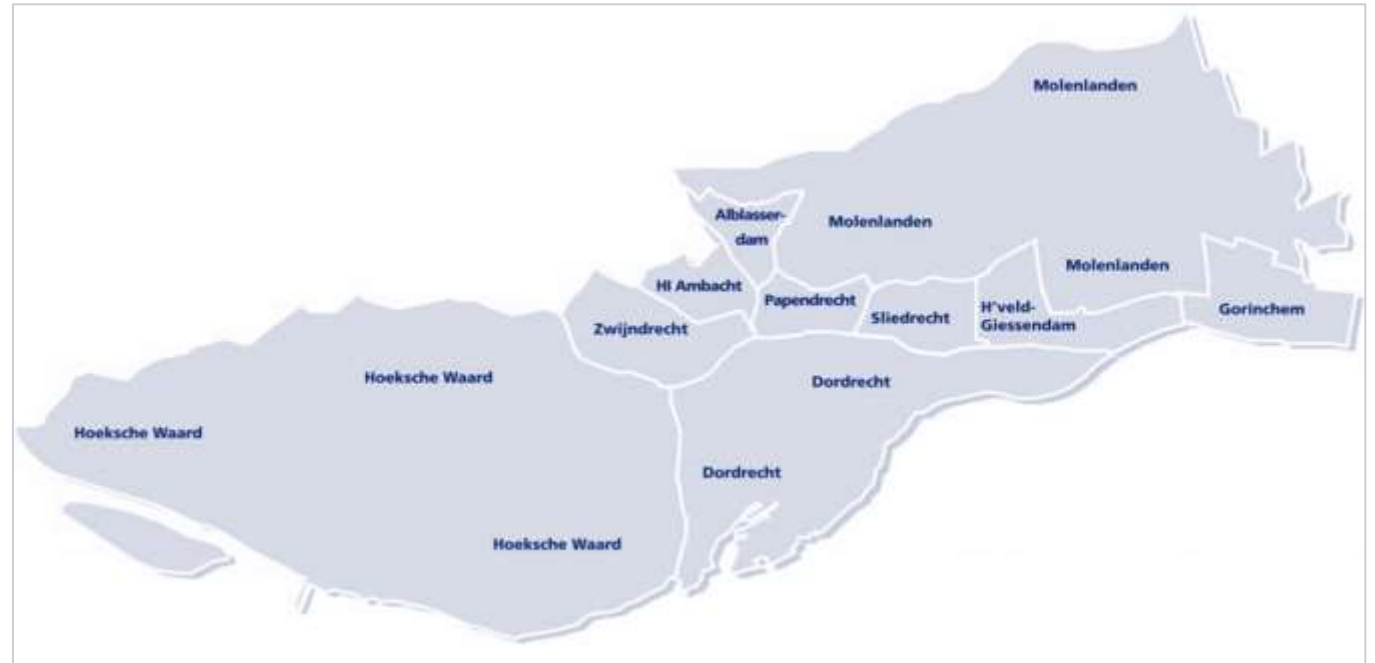 Molenlanden
Alblasser-
dam
Molenlanden
Molenlanden
Hl Ambacht
Papendrecht
Sliedrecht
H'veld-
Giessendam
Gorinchem
Zwijndrecht
Hoeksche Waard
Dordrecht
Hoeksche Waard
Dordrecht
Hoeksche Waard